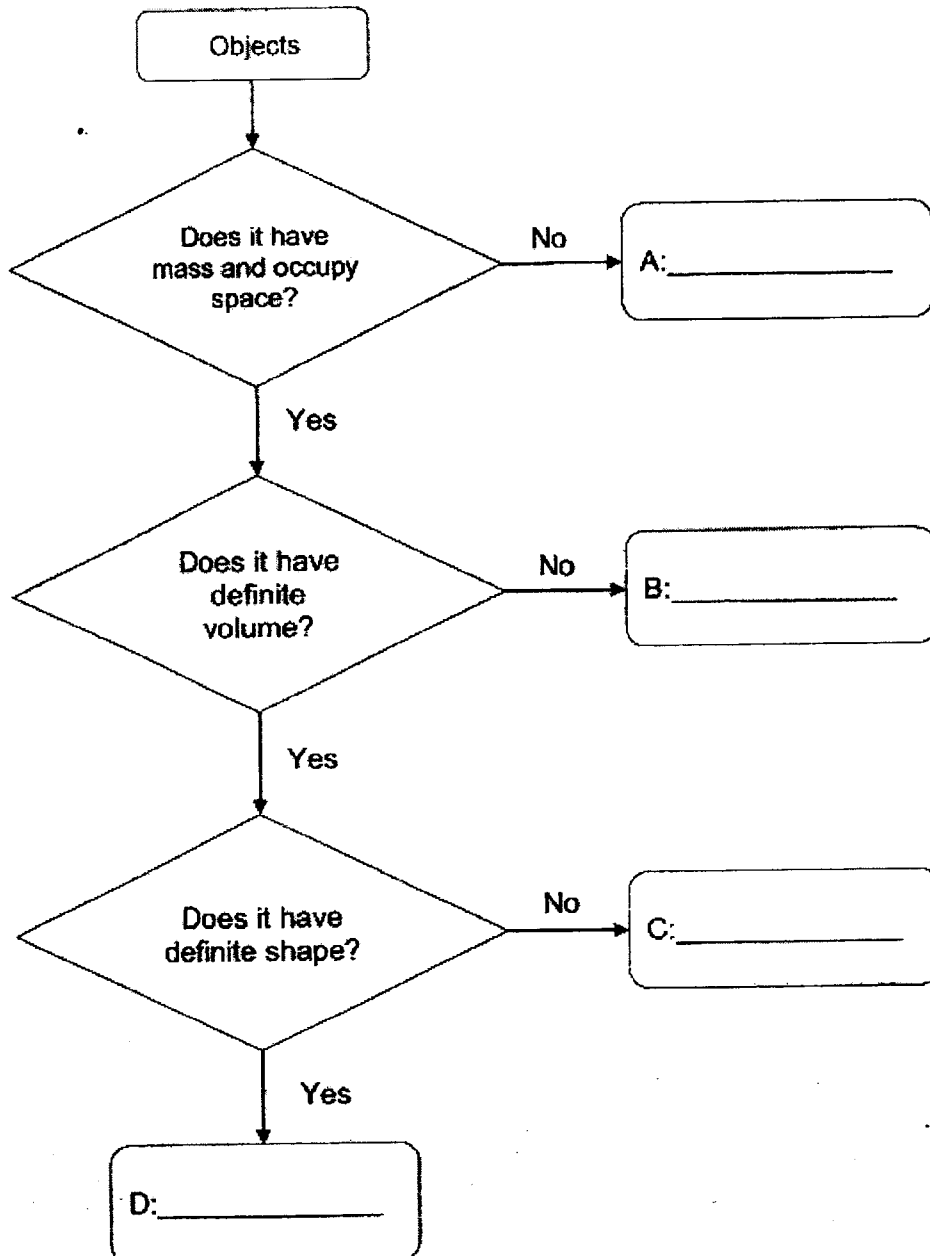 Objects
Does it have
mass and occupy
space?
No
A:
Yes
Does it have
definite
volume?
No
B:
Yes
Does it have
definite shape?
No
C:
Yes
D: